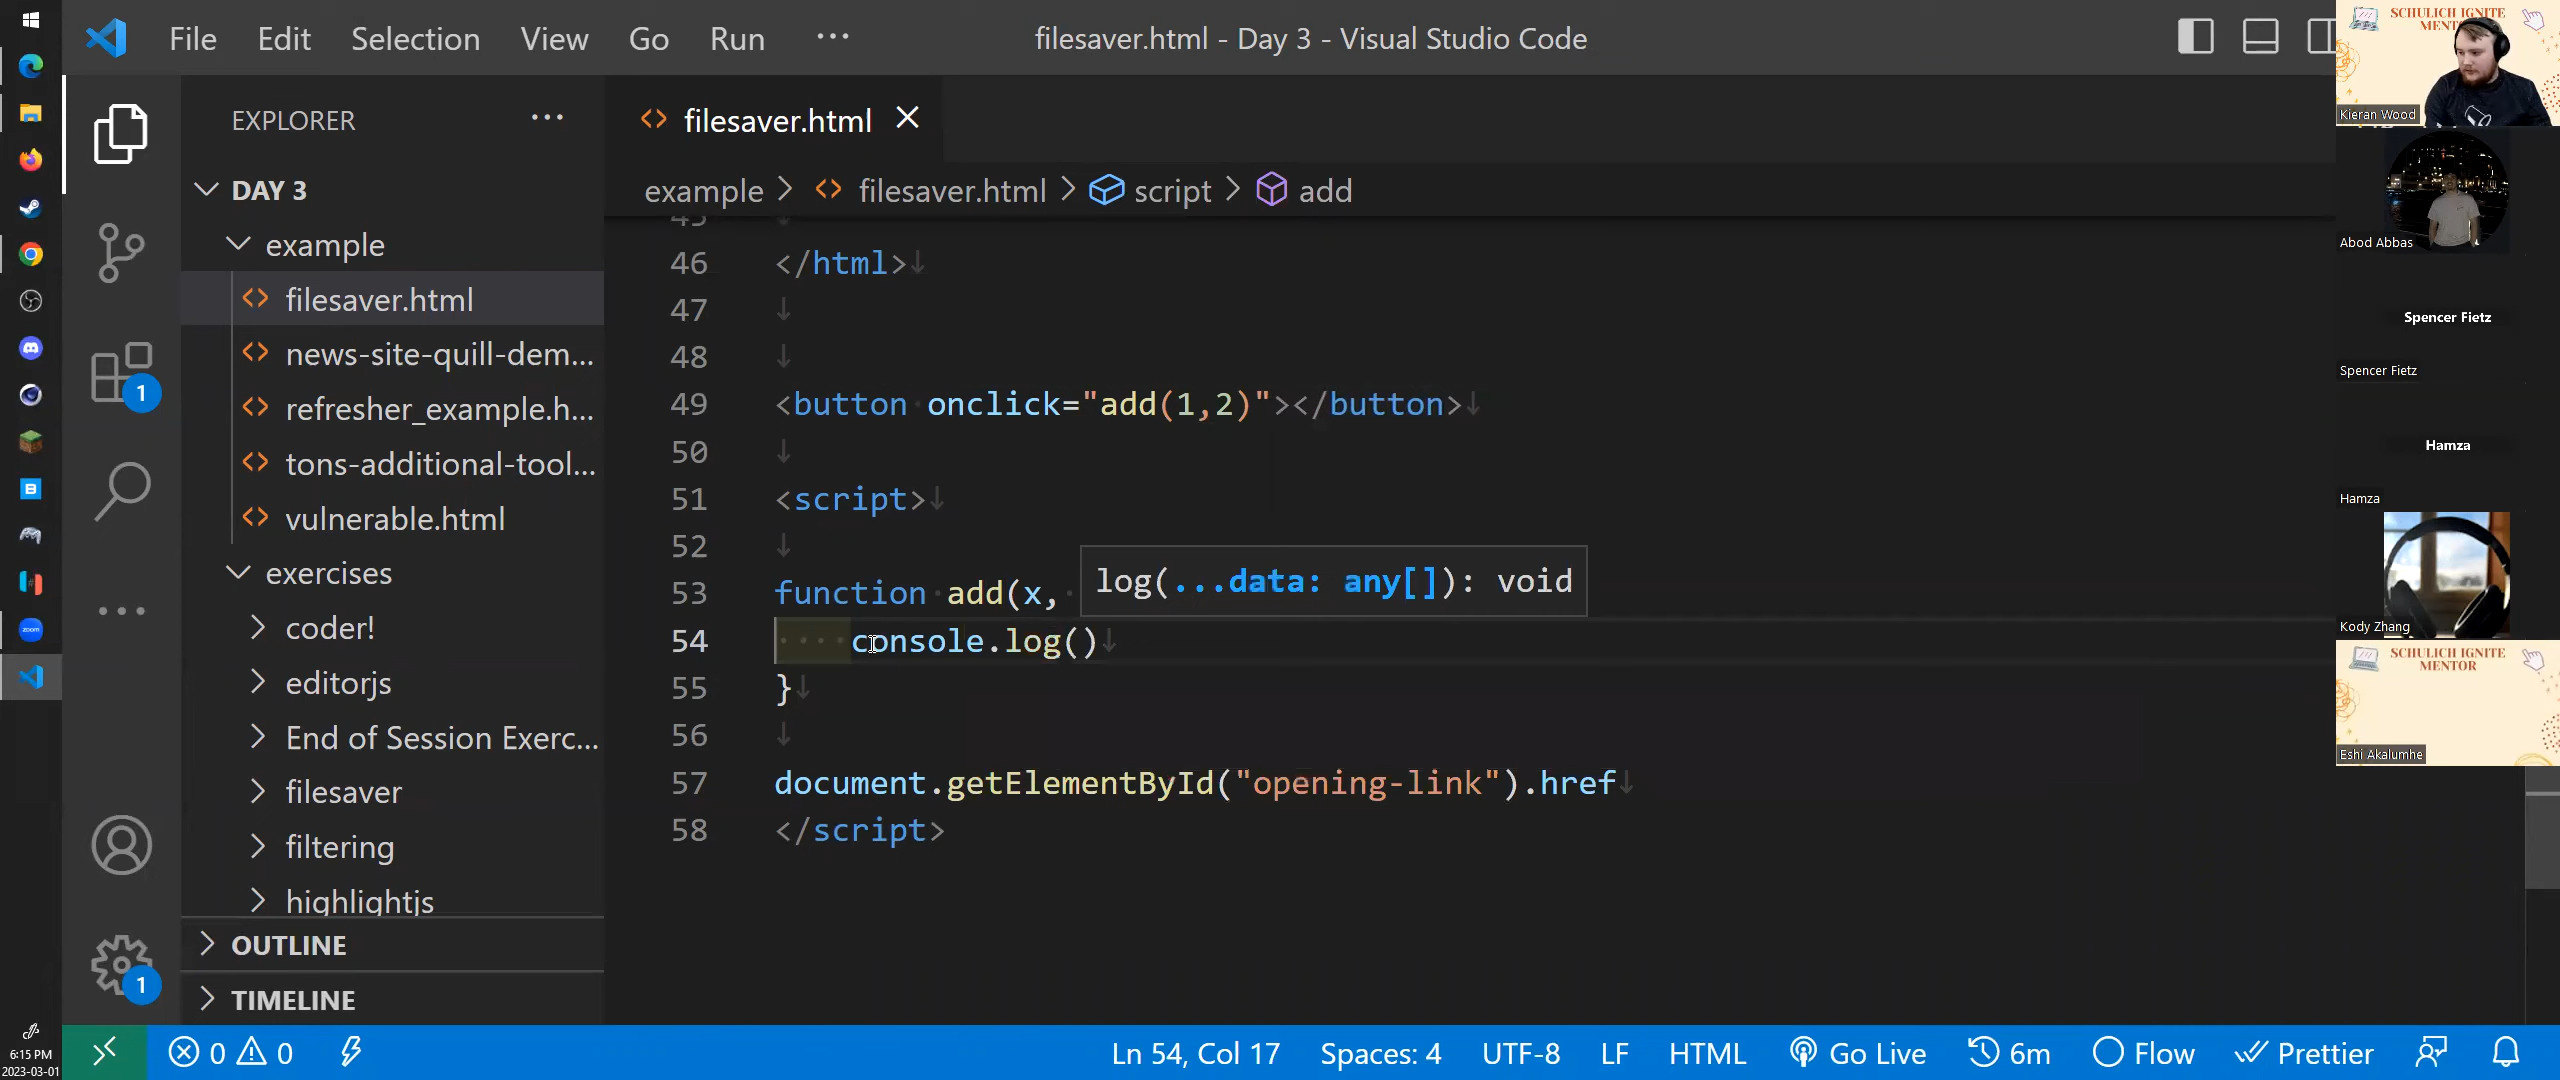 File Edit Selection View Go Run ...
filesaver.html - Day 3 - Visual Studio Code
EXPLORER
DAY 3
example
filesaver.html
news-site-quill-dem...
refresher_example.h...
tons-additional-tool...
vulnerable.html
exercises
coder!
editorjs
End of Session Exerc...
filesaver
filtering
highlightjs
OUTLINE
TIMELINE
1
1
filesaver.html
example > filesaver.html > script > add
45
46 </html>
47
48
49 <button onclick="add(1,2)"></button>
50
51 <script>
52
53 function add(x,
log(...data: any[]): void
54 console.log()
55 }
56
57 document.getElementById("opening-link").href
58 </script>
SCHULICH IGNITE
Kieran Wood
Abod Abbas
Spencer Fietz
Spencer Fietz
Hamza
Hamza
Kody Zhang
SCHULICH IGNITE
MENTOR
Eshi Akalumhe
zoom
6:15 PM
2023-03-01
0 0
Ln 54, Col 17 Spaces: 4 UTF-8 LF HTML Go Live 6m Flow Prettier